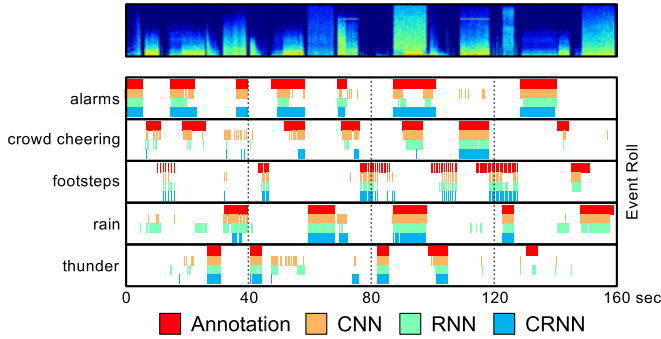 alarms
crowd cheering
footsteps
rain
thunder
Event Roll
0 40 80 120 160 sec
Annotation CNN RNN CRNN